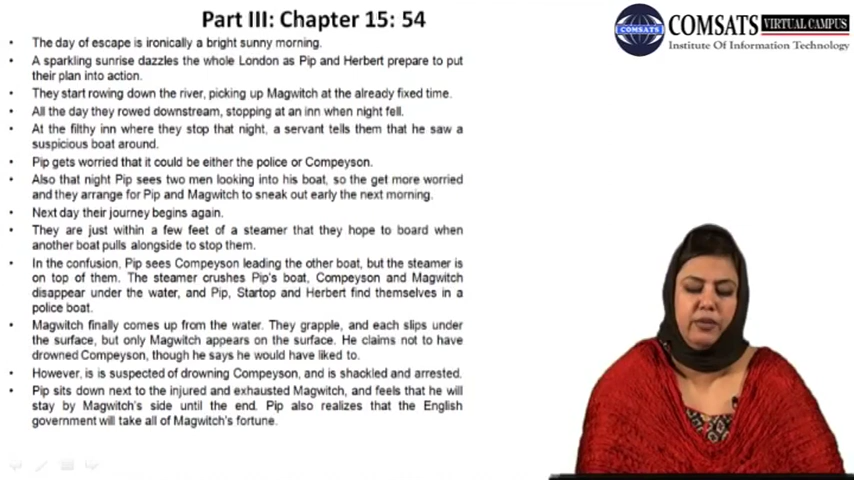 Part III: Chapter 15: 54
COMSATS
COMSATS VIRTUAL CAMPUS
Institute Of Information Technology
• The day of escape is ironically a bright sunny morning.
• A sparkling sunrise dazzles the whole London as Pip and Herbert prepare to put
their plan into action.
• They start rowing down the river, picking up Magwitch at the already fixed time.
• All the day they rowed downstream, stopping at an inn when night fell.
• At the filthy inn where they stop that night, a servant tells them that he saw a
suspicious boat around.
• Pip gets worried that it could be either the police or Compeyson.
• Also that night Pip sees two men looking into his boat, so the get more worried
and they arrange for Pip and Magwitch to sneak out early the next morning.
• Next day their journey begins again.
• They are just within a few feet of a steamer that they hope to board when
another boat pulls alongside to stop them.
• In the confusion, Pip sees Compeyson leading the other boat, but the steamer is
on top of them. The steamer crushes Pip's boat, Compeyson and Magwitch
disappear under the water, and Pip, Startop and Herbert find themselves in a
police boat.
• Magwitch finally comes up from the water. They grapple, and each slips under
the surface, but only Magwitch appears on the surface. He claims not to have
drowned Compeyson, though he says he would have liked to.
• However, is is suspected of drowning Compeyson, and is shackled and arrested.
• Pip sits down next to the injured and exhausted Magwitch, and feels that he will
stay by Magwitch's side until the end. Pip also realizes that the English
government will take all of Magwitch's fortune.